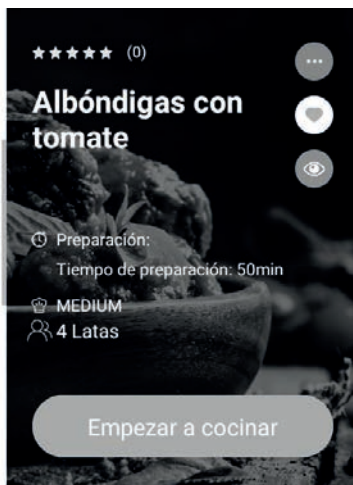 ★★★★★ (0)
Albóndigas con
tomate
Preparación:
Tiempo de preparación: 50min
MEDIUM
4 Latas
Empezar a cocinar